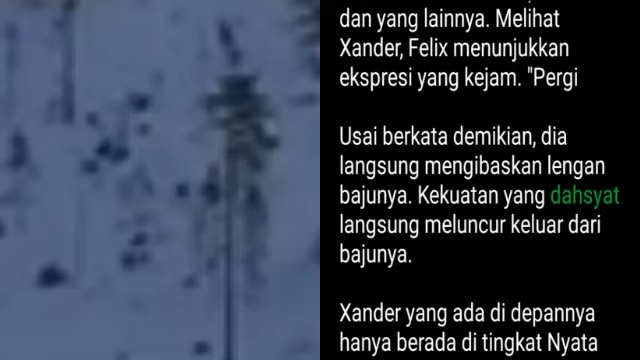 dan yang lainnya. Melihat
Xander, Felix menunjukkan
ekspresi yang kejam. "Pergi
Usai berkata demikian, dia
langsung mengibaskan lengan
bajunya. Kekuatan yang dahsyat
langsung meluncur keluar dari
bajunya.
Xander yang ada di depannya
hanya berada di tingkat Nyata